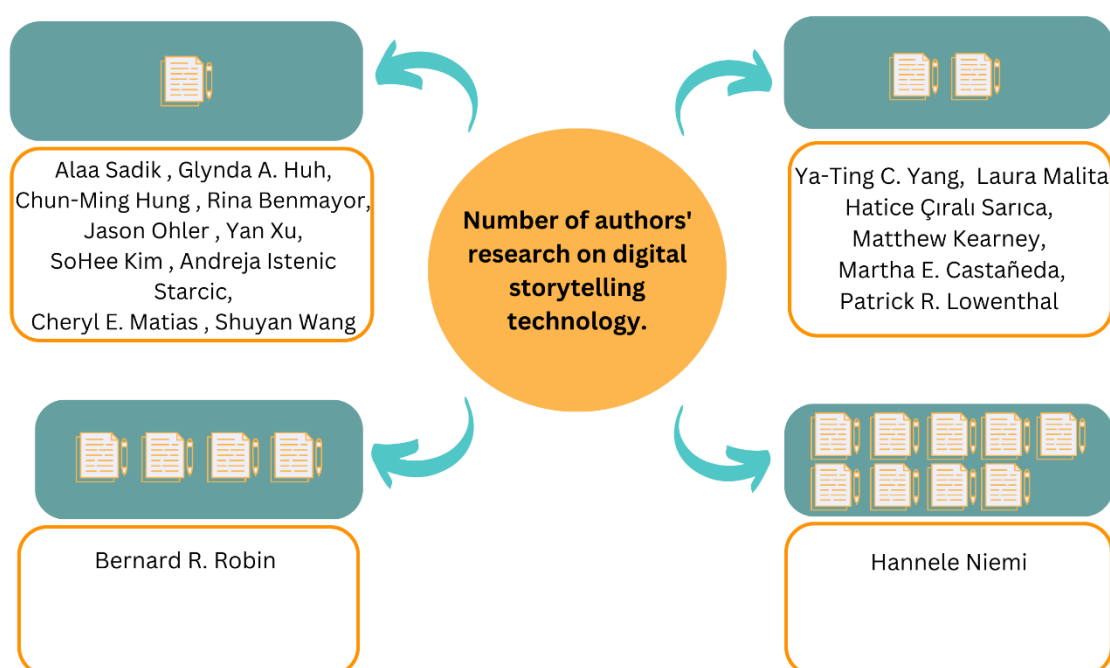 Alaa Sadik , Glynda A. Huh,
Chun-Ming Hung , Rina Benmayor,
Jason Ohler , Yan Xu,
SoHee Kim , Andreja Istenic
Starcic,
Cheryl E. Matias , Shuyan Wang
Number of authors'
research on digital
storytelling
technology.
Ya-Ting C. Yang, Laura Malita
Hatice Çıralı Sarıca,
Matthew Kearney,
Martha E. Castañeda,
Patrick R. Lowenthal
Bernard R. Robin
Hannele Niemi